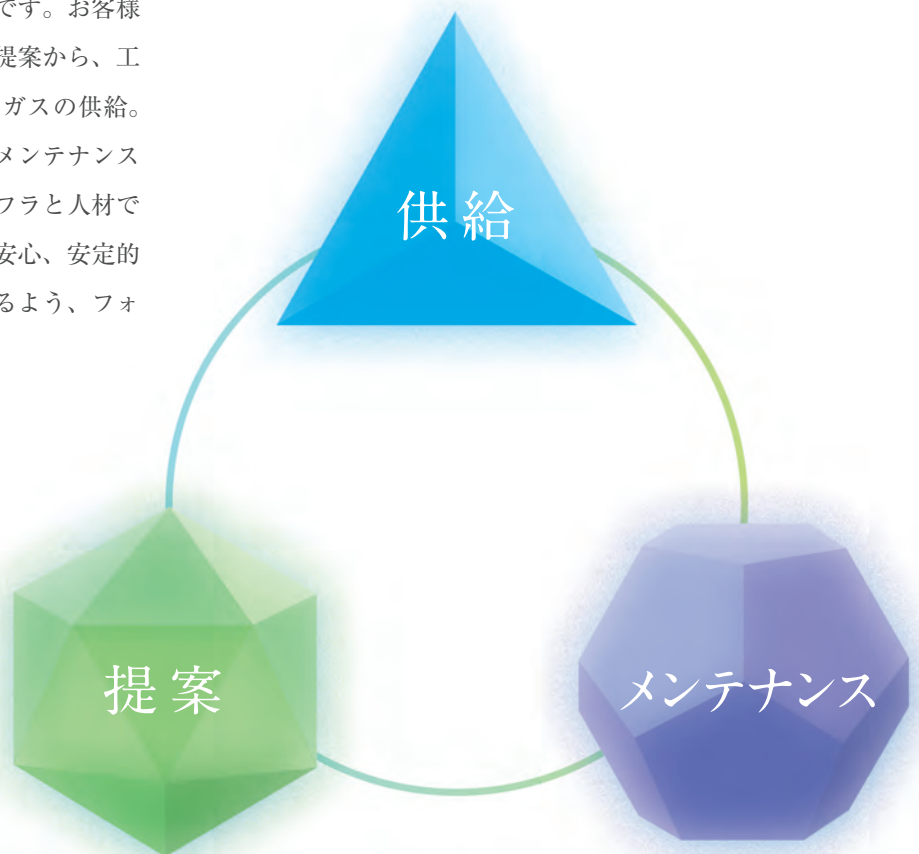 です。お客様
提案から、工
ガスの供給。
メンテナンス
フラと人材で
安心、安定的
るよう、フォ
供給
提案
メンテナンス